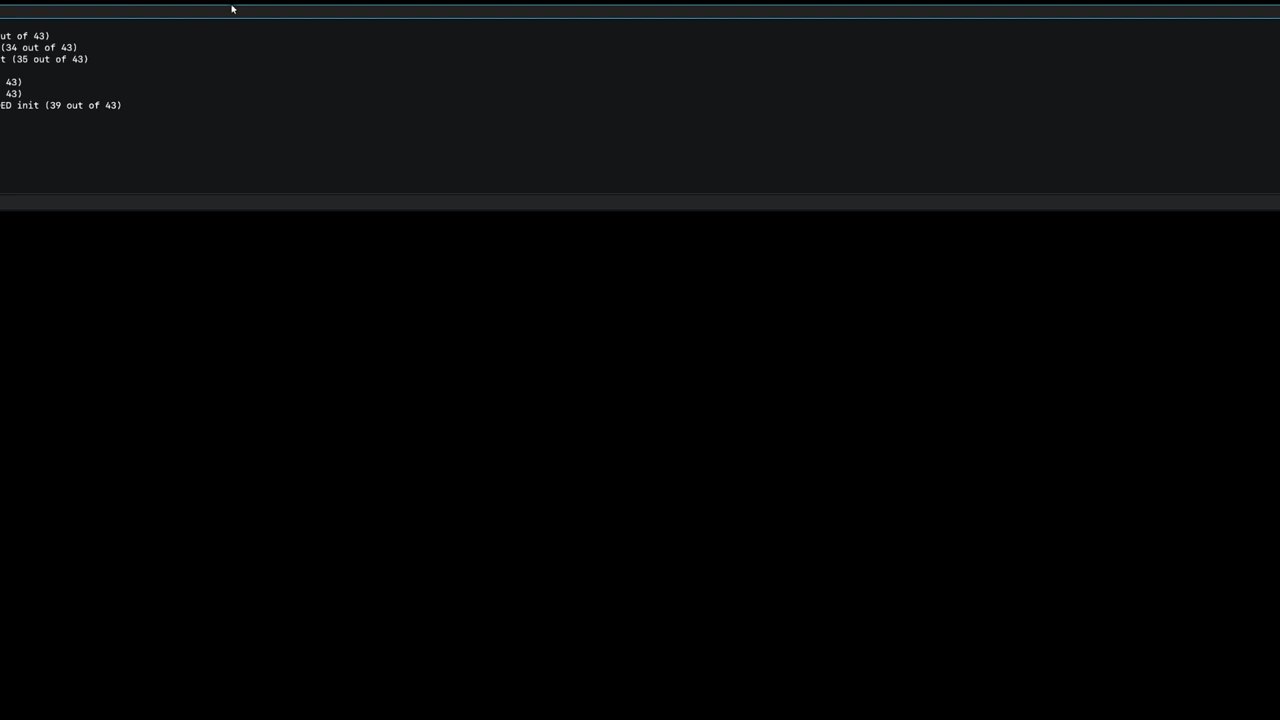 ut of 43)
(34 out of 43)
t (35 out of 43)
43)
43)
ED init (39 out of 43)